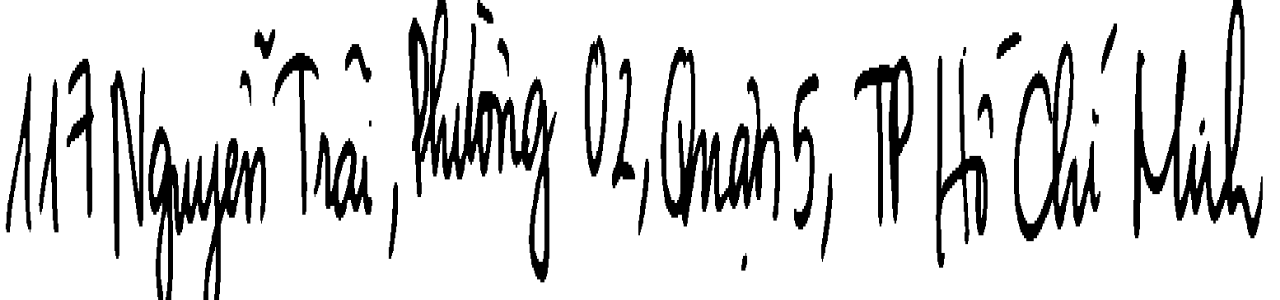 117 Nguyễn Trãi, Phường 02, Quận 5, TP Hồ Chí Minh